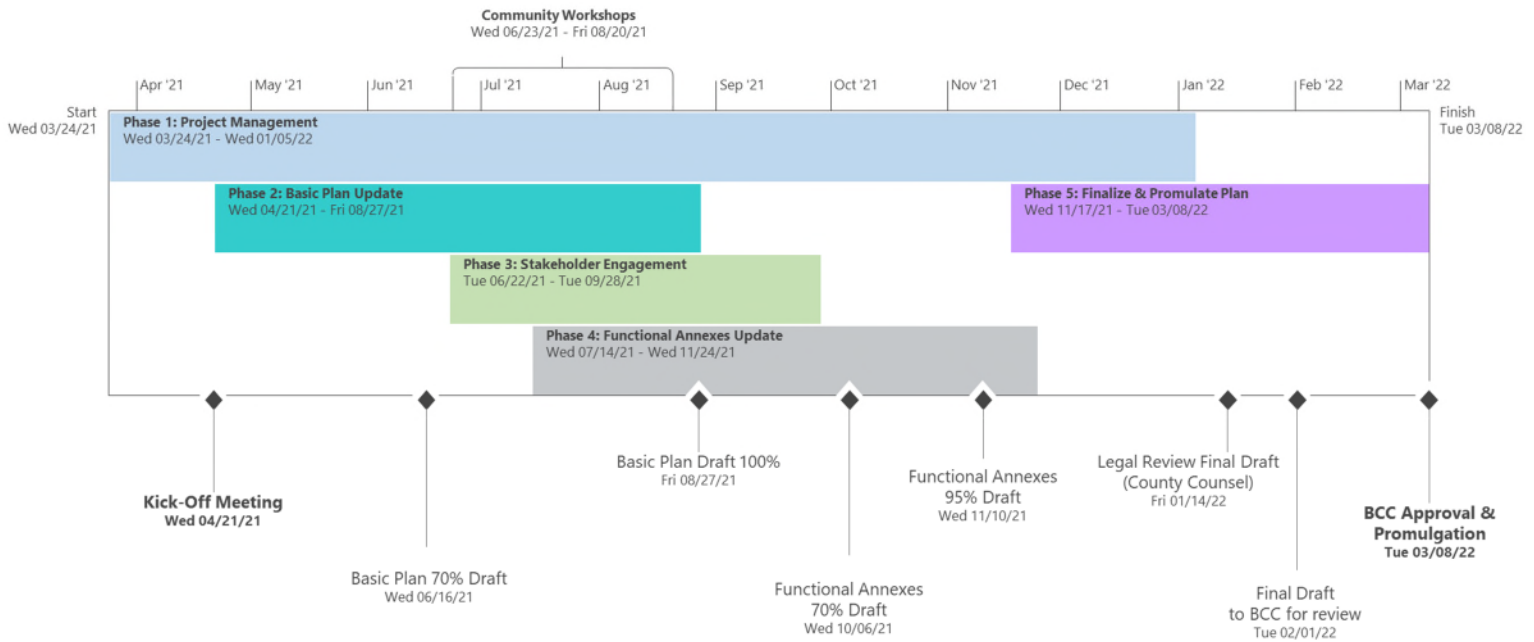 Community Workshops
Wed 06/23/21 - Fri 08/20/21
Apr '21
May '21
Jun '21
Jul '21
Aug '21
Sep '21
Oct '21
Nov '21
Dec '21
Jan '22
Feb '22
Mar '22
Start
Wed 03/24/21
Finish
Tue 03/08/22
Phase 1: Project Management
Wed 03/24/21 - Wed 01/05/22
Phase 2: Basic Plan Update
Wed 04/21/21 - Fri 08/27/21
Phase 5: Finalize & Promulate Plan
Wed 11/17/21 - Tue 03/08/22
Phase 3: Stakeholder Engagement
Tue 06/22/21 - Tue 09/28/21
Phase 4: Functional Annexes Update
Wed 07/14/21 - Wed 11/24/21
Kick-Off Meeting
Wed 04/21/21
Basic Plan 70% Draft
Wed 06/16/21
Basic Plan Draft 100%
Fri 08/27/21
Functional Annexes
70% Draft
Wed 10/06/21
Functional Annexes
95% Draft
Wed 11/10/21
Legal Review Final Draft
(County Counsel)
Fri 01/14/22
Final Draft
to BCC for review
Tue 02/01/22
BCC Approval &
Promulgation
Tue 03/08/22